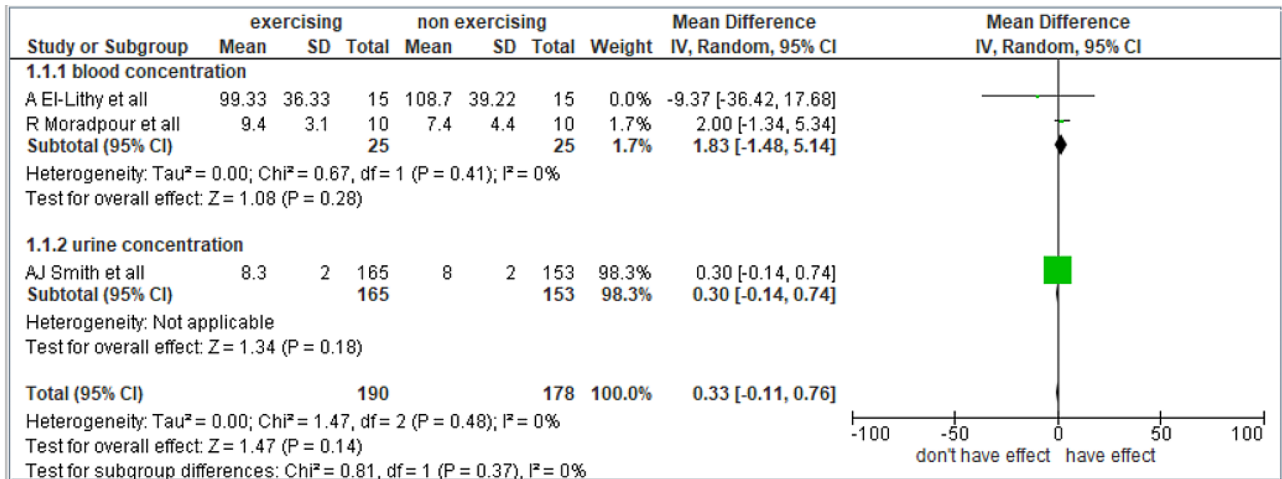 exercising non exercising Mean Difference Mean Difference
Study or Subgroup Mean SD Total Mean SD Total Weight IV, Random, 95% CI IV, Random, 95% CI
1.1.1 blood concentration
A El-Lithy et all 99.33 36.33 15 108.7 39.22 15 0.0% -9.37 [-36.42, 17.68]
R Moradpour et all 9.4 3.1 10 7.4 4.4 10 1.7% 2.00 [-1.34, 5.34]
Subtotal (95% CI) 25 25 1.7% 1.83 [-1.48, 5.14]
Heterogeneity: Tau² = 0.00; Chi² = 0.67, df = 1 (P = 0.41); I² = 0%
Test for overall effect: Z = 1.08 (P = 0.28)
1.1.2 urine concentration
AJ Smith et all 8.3 2 165 8 2 153 98.3% 0.30 [-0.14, 0.74]
Subtotal (95% CI) 165 153 98.3% 0.30 [-0.14, 0.74]
Heterogeneity: Not applicable
Test for overall effect: Z = 1.34 (P = 0.18)
Total (95% CI) 190 178 100.0% 0.33 [-0.11, 0.76]
Heterogeneity: Tau² = 0.00; Chi² = 1.47, df = 2 (P = 0.48); I² = 0%
Test for overall effect: Z = 1.47 (P = 0.14)
Test for subgroup differences: Chi² = 0.81, df = 1 (P = 0.37), I² = 0%
-100 -50 0 50 100
don't have effect have effect